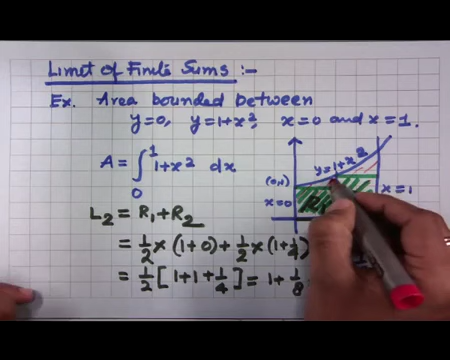 Limit of Finite Sums :-
Ex. Area bounded between
y=0, y=1+x², x=0 and x=1.
A = ∫₀¹ 1+x² dx
y=1+x²
(0,1)
x=0
x=1
L₂ = R₁+R₂
= 1/2 × (1+0) + 1/2 × (1+1/4)
= 1/2 [1+1+1/4] = 1+1/8